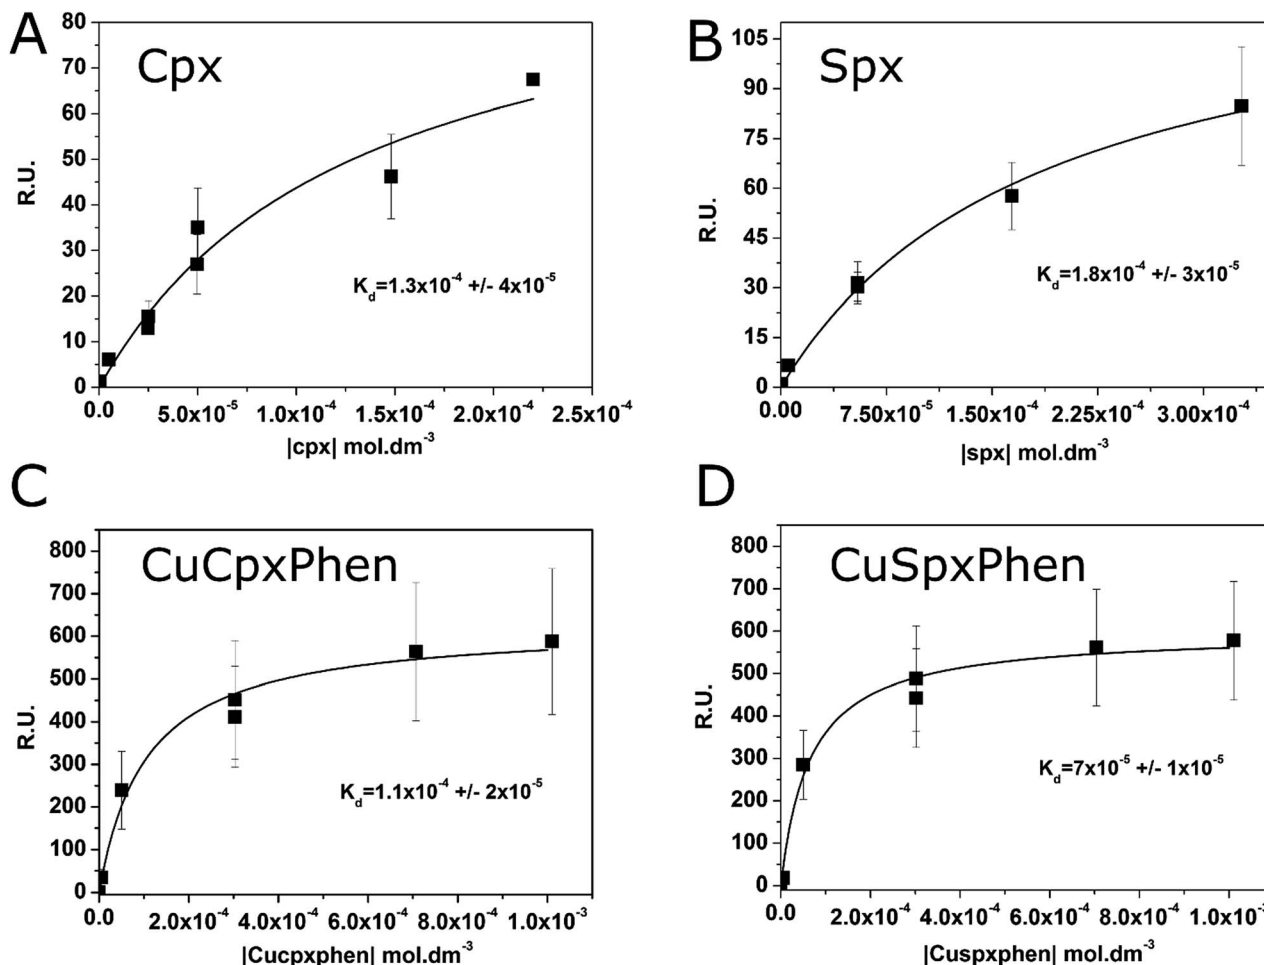 A
Cpx
80
70
60
50
40
30
20
10
0
R.U.
K_d=1.3x10^-4 +/- 4x10^-5
0.0 5.0x10^-5 1.0x10^-4 1.5x10^-4 2.0x10^-4 2.5x10^-4
|cpx| mol.dm^-3
B
Spx
105
90
75
60
45
30
15
0
R.U.
K_d=1.8x10^-4 +/- 3x10^-5
0.00 7.50x10^-5 1.50x10^-4 2.25x10^-4 3.00x10^-4
|spx| mol.dm^-3
C
CuCpxPhen
800
700
600
500
400
300
200
100
0
R.U.
K_d=1.1x10^-4 +/- 2x10^-5
0.0 2.0x10^-4 4.0x10^-4 6.0x10^-4 8.0x10^-4 1.0x10^-3
|Cucpxphen| mol.dm^-3
D
CuSpxPhen
800
700
600
500
400
300
200
100
0
R.U.
K_d=7x10^-5 +/- 1x10^-5
0.0 2.0x10^-4 4.0x10^-4 6.0x10^-4 8.0x10^-4 1.0x10^-3
|Cuspxphen| mol.dm^-3